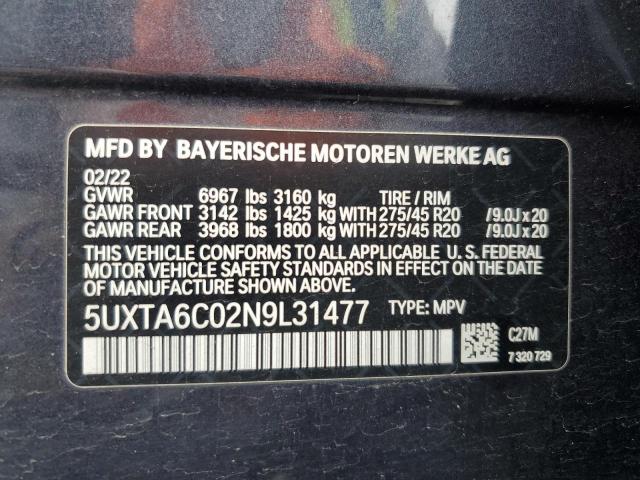 MFD BY BAYERISCHE MOTOREN WERKE AG
02/22
GVWR 6967 lbs 3160 kg TIRE / RIM
GAWR FRONT 3142 lbs 1425 kg WITH 275/45 R20 /9.0J x 20
GAWR REAR 3968 lbs 1800 kg WITH 275/45 R20 /9.0J x 20
THIS VEHICLE CONFORMS TO ALL APPLICABLE U. S. FEDERAL
MOTOR VEHICLE SAFETY STANDARDS IN EFFECT ON THE DATE
OF MANUFACTURE SHOWN ABOVE.
5UXTA6C02N9L31477 TYPE: MPV
C27M
7 320 729